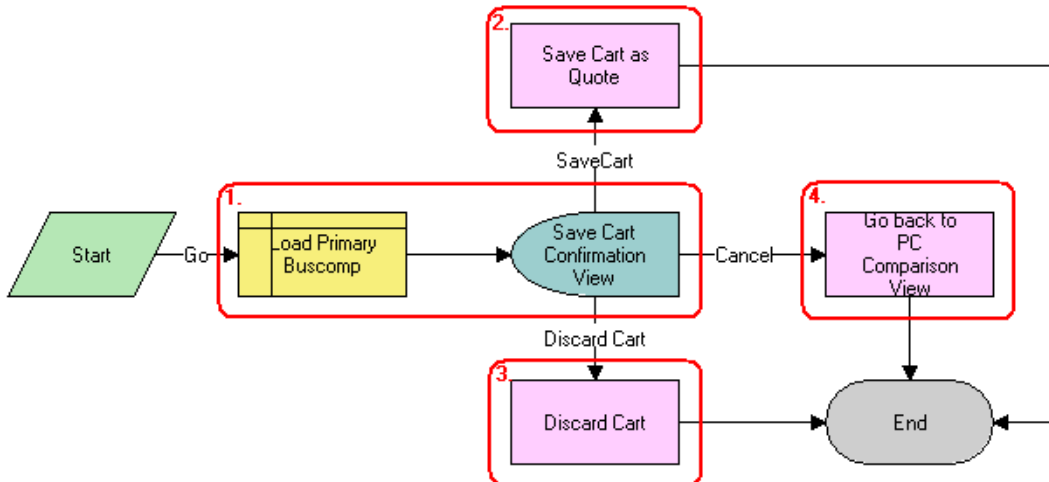 2.
Save Cart as
Quote
SaveCart
1.
4.
Start
Go
Load Primary
Buscomp
Save Cart
Confirmation
View
Cancel
Go back to
PC
Comparison
View
Discard Cart
3.
Discard Cart
End